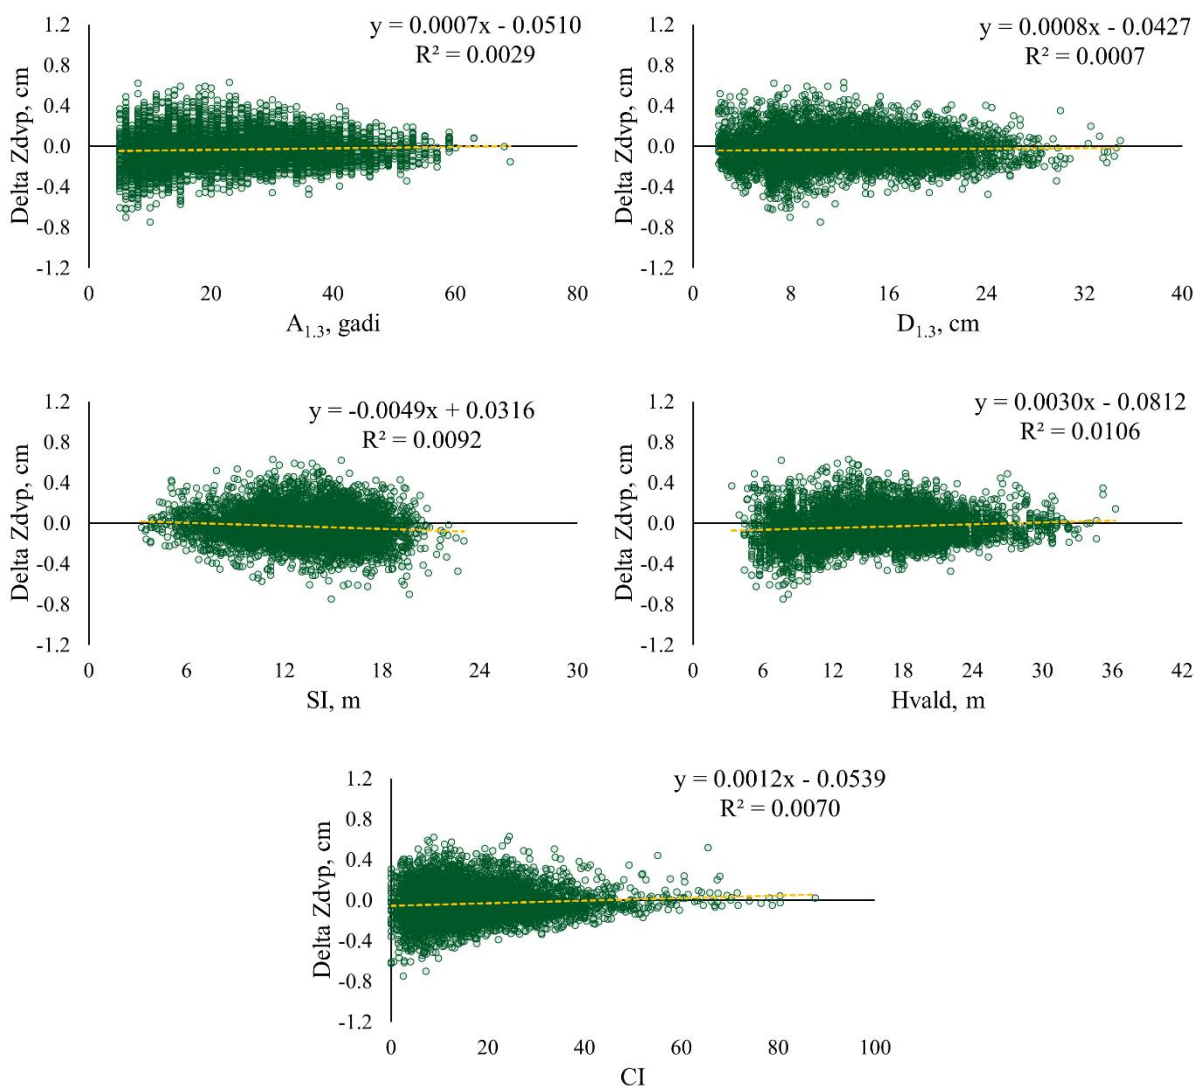 y = 0.0007x - 0.0510
R² = 0.0029
Delta Zdvp, cm
1.2
0.8
0.4
0.0
-0.4
-0.8
-1.2
0 20 40 60 80
A₁.₃, gadi
y = 0.0008x - 0.0427
R² = 0.0007
Delta Zdvp, cm
1.2
0.8
0.4
0.0
-0.4
-0.8
-1.2
0 8 16 24 32 40
D₁.₃, cm
y = -0.0049x + 0.0316
R² = 0.0092
Delta Zdvp, cm
1.2
0.8
0.4
0.0
-0.4
-0.8
-1.2
0 6 12 18 24 30
SI, m
y = 0.0030x - 0.0812
R² = 0.0106
Delta Zdvp, cm
1.2
0.8
0.4
0.0
-0.4
-0.8
-1.2
0 6 12 18 24 30 36 42
Hvald, m
y = 0.0012x - 0.0539
R² = 0.0070
Delta Zdvp, cm
1.2
0.8
0.4
0.0
-0.4
-0.8
-1.2
0 20 40 60 80 100
CI